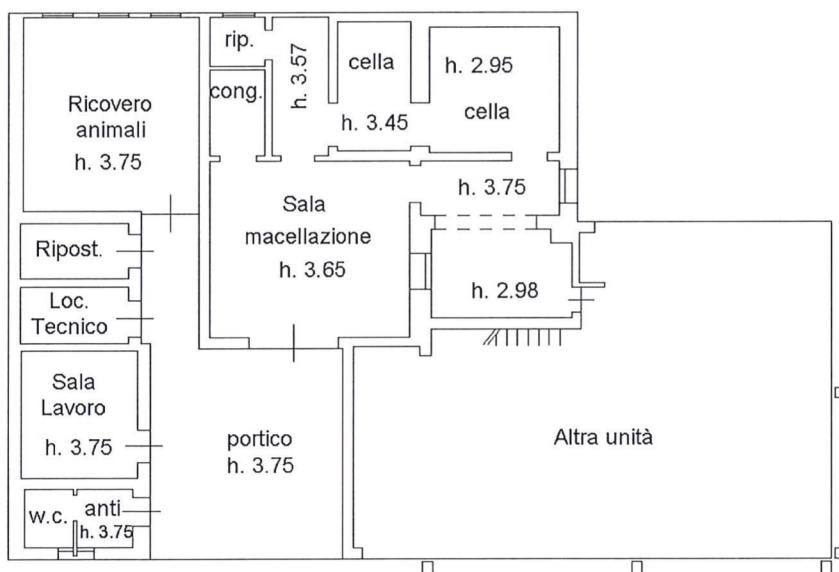 rip.
h. 3.57
cella
h. 2.95
cella
cong.
h. 3.45
Ricovero
animali
h. 3.75
h. 3.75
Sala
macellazione
h. 3.65
Ripost.
h. 2.98
Loc.
Tecnico
Sala
Lavoro
h. 3.75
portico
h. 3.75
Altra unità
w.c.
anti
h. 3.75